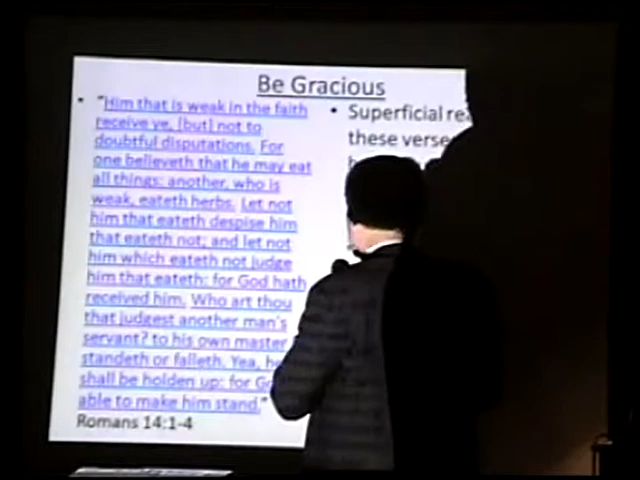 Be Gracious
• "Him that is weak in the faith
receive ye, [but] not to
doubtful disputations. For
one believeth that he may eat
all things: another, who is
weak, eateth herbs. Let not
him that eateth despise him
that eateth not; and let not
him which eateth not judge
him that eateth: for God hath
received him. Who art thou
that judgest another man's
servant? to his own master
standeth or falleth. Yea, he
shall be holden up: for
able to make him stand."
Romans 14:1-4
• Superficial
these